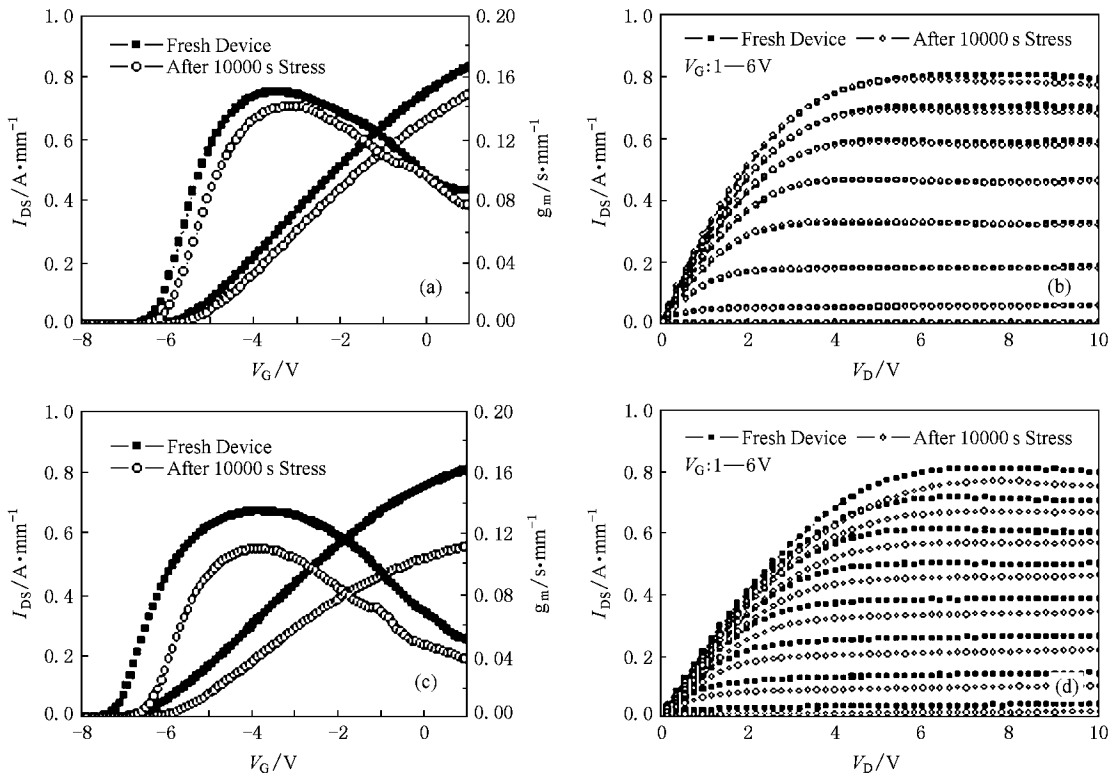 1.0
0.8
0.6
0.4
0.2
0.0
I_DS/A·mm⁻¹
0.20
0.16
0.12
0.08
0.04
0.00
g_m/s·mm⁻¹
—■— Fresh Device
—○— After 10000 s Stress
(a)
−8 −6 −4 −2 0
V_G/V
1.0
0.8
0.6
0.4
0.2
0.0
I_DS/A·mm⁻¹
Fresh Device After 10000 s Stress
V_G:1—6V
(b)
0 2 4 6 8 10
V_D/V
1.0
0.8
0.6
0.4
0.2
0.0
I_DS/A·mm⁻¹
0.20
0.16
0.12
0.08
0.04
0.00
g_m/s·mm⁻¹
—■— Fresh Device
—○— After 10000 s Stress
(c)
−8 −6 −4 −2 0
V_G/V
1.0
0.8
0.6
0.4
0.2
0.0
I_DS/A·mm⁻¹
Fresh Device After 10000 s Stress
V_G:1—6V
(d)
0 2 4 6 8 10
V_D/V